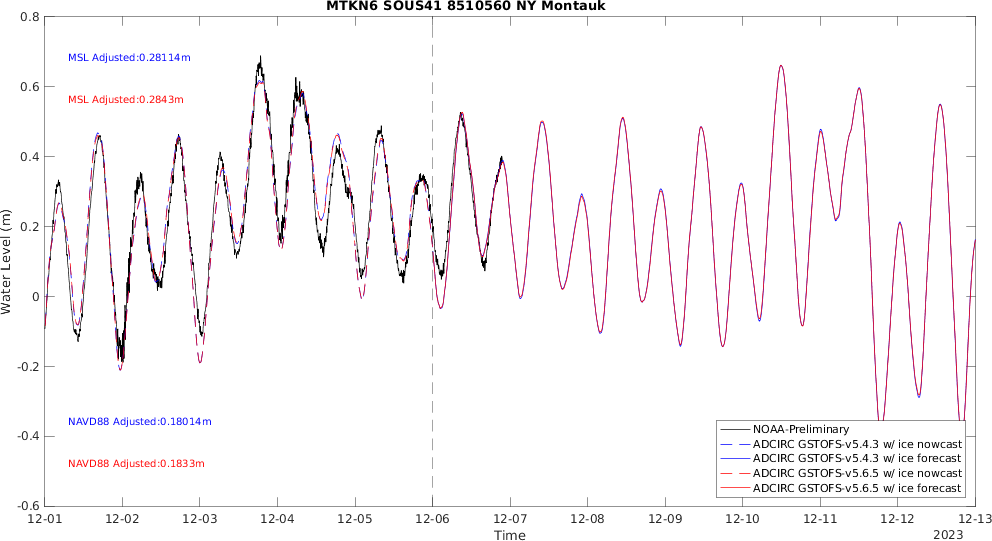 MTKN6 SOUS41 8510560 NY Montauk
0.8
0.6
0.4
0.2
0
-0.2
-0.4
-0.6
Water Level (m)
MSL Adjusted:0.28114m
MSL Adjusted:0.2843m
NAVD88 Adjusted:0.18014m
NAVD88 Adjusted:0.1833m
NOAA-Preliminary
ADCIRC GSTOFS-v5.4.3 w/ ice nowcast
ADCIRC GSTOFS-v5.4.3 w/ ice forecast
ADCIRC GSTOFS-v5.6.5 w/ ice nowcast
ADCIRC GSTOFS-v5.6.5 w/ ice forecast
12-01 12-02 12-03 12-04 12-05 12-06 12-07 12-08 12-09 12-10 12-11 12-12 12-13
Time
2023